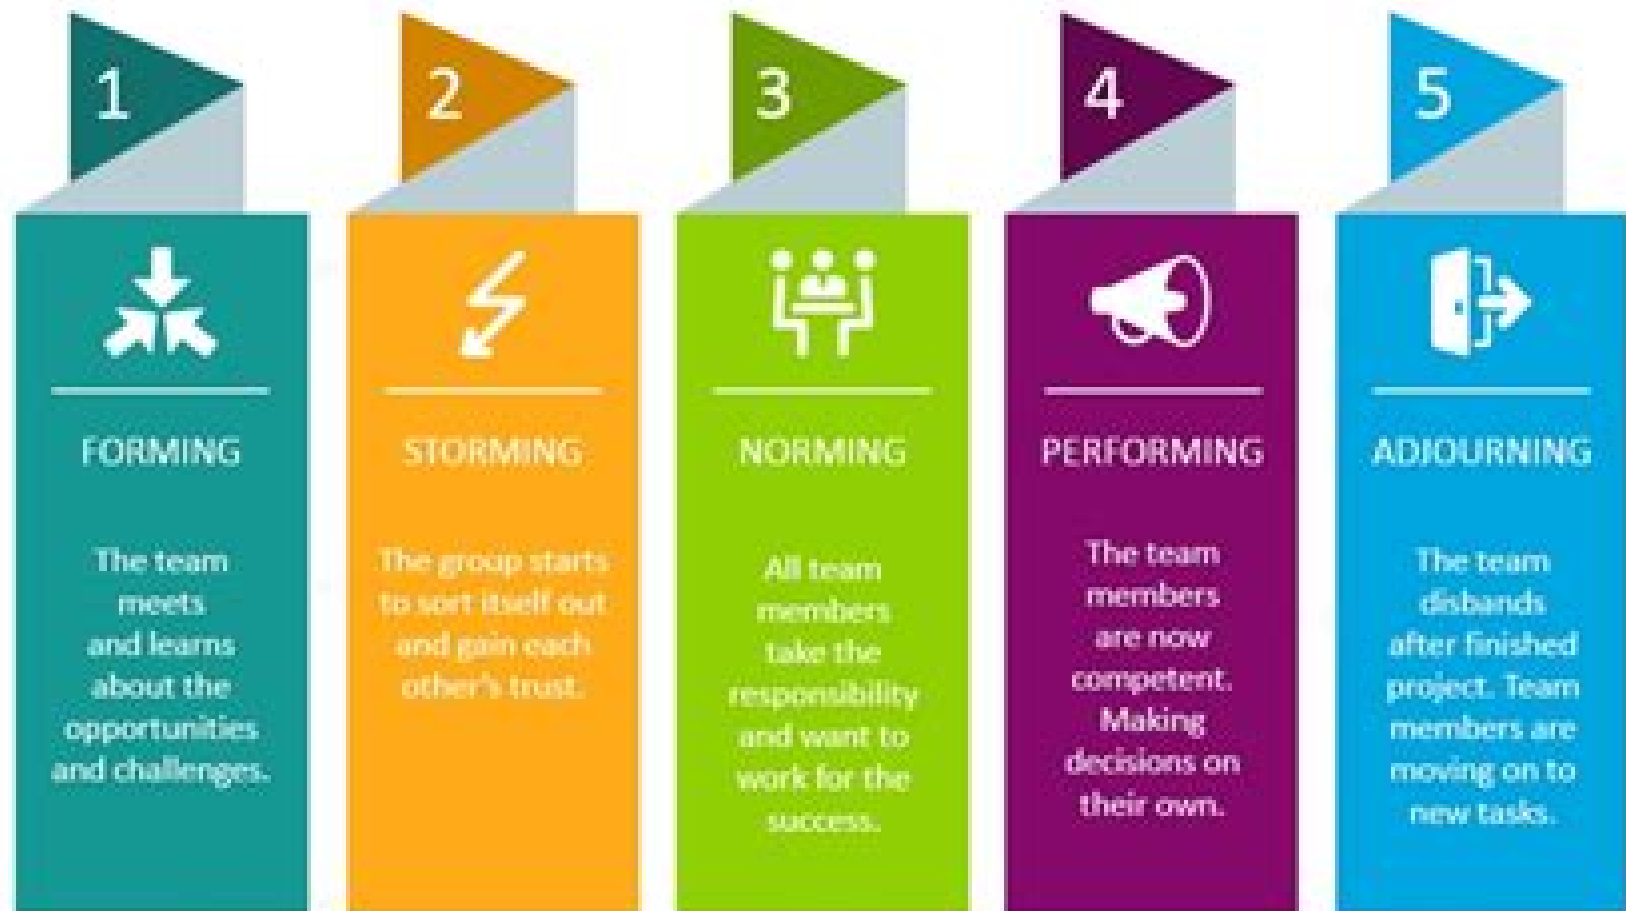 1
2
3
4
5
FORMING
The team
meets
and learns
about the
opportunities
and challenges.
STORMING
The group starts
to sort itself out
and gain each
other's trust.
NORMING
All team
members
take the
responsibility
and want to
work for the
success.
PERFORMING
The team
members
are now
competent.
Making
decisions on
their own.
ADJOURNING
The team
disbands
after finished
project. Team
members are
moving on to
new tasks.